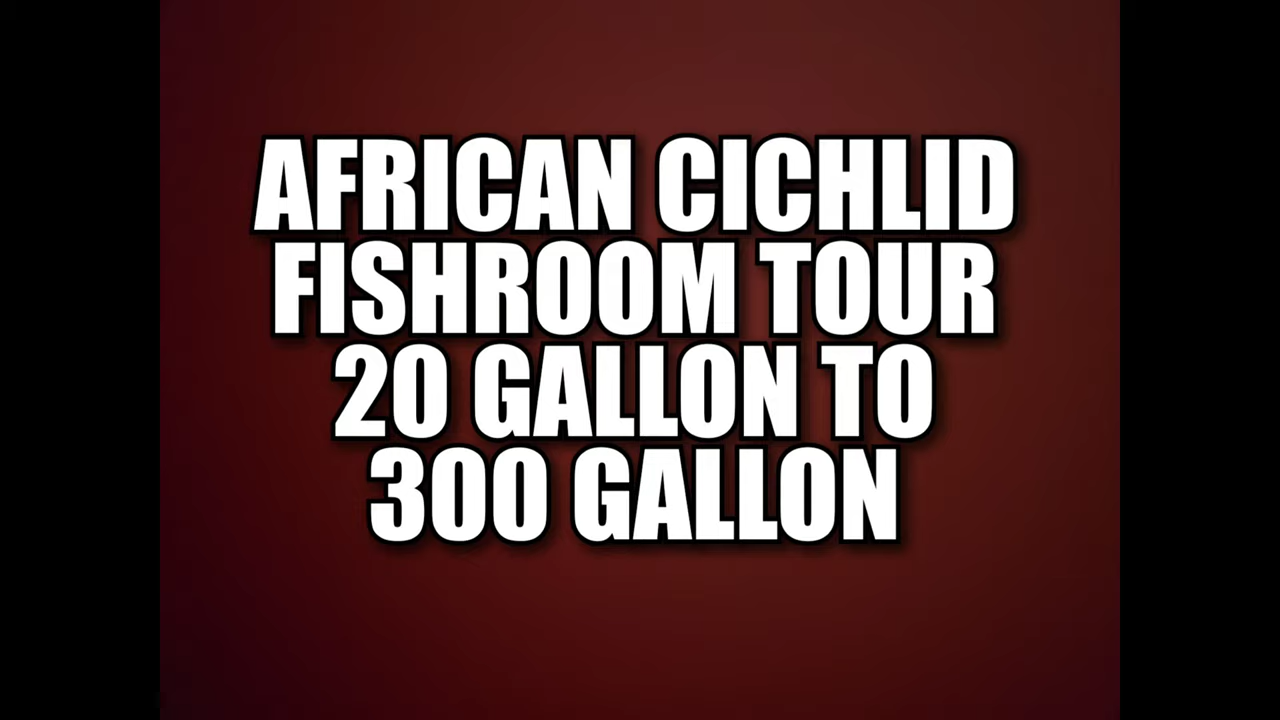 AFRICAN CICHLID
FISHROOM TOUR
20 GALLON TO
300 GALLON